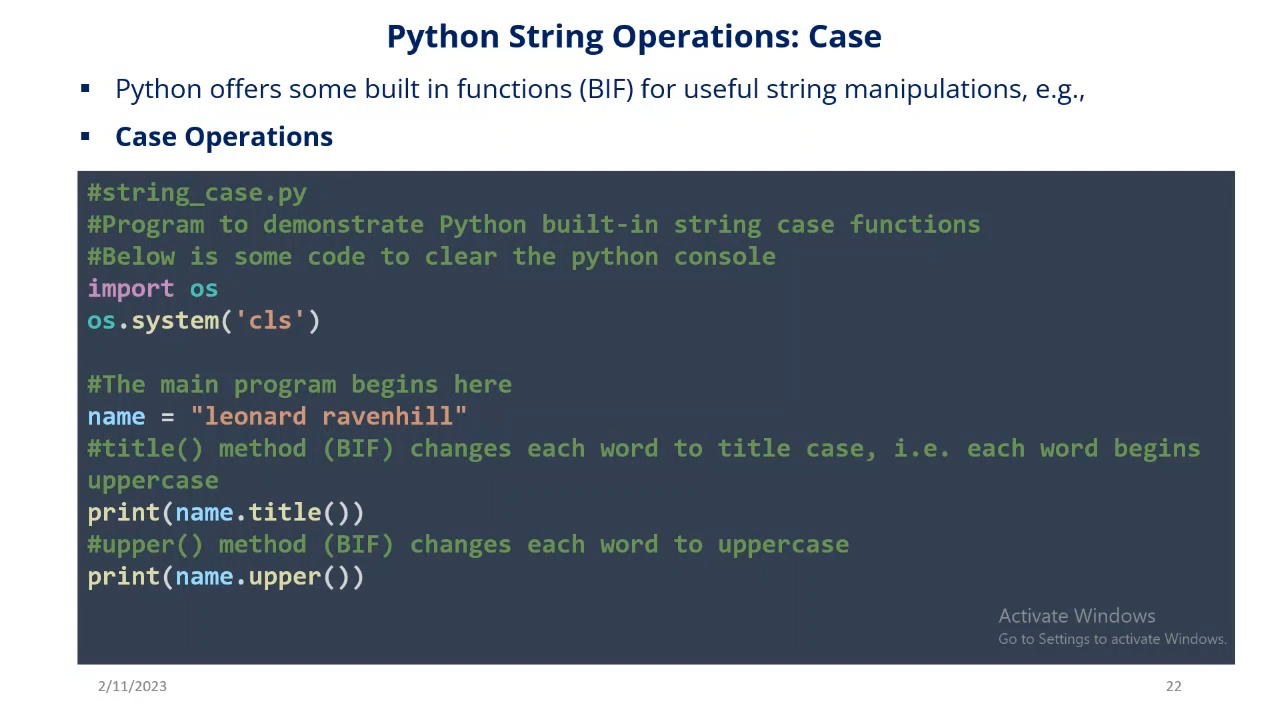 Python String Operations: Case
▪ Python offers some built in functions (BIF) for useful string manipulations, e.g.,
▪ Case Operations
#string_case.py
#Program to demonstrate Python built-in string case functions
#Below is some code to clear the python console
import os
os.system('cls')
#The main program begins here
name = "leonard ravenhill"
#title() method (BIF) changes each word to title case, i.e. each word begins
uppercase
print(name.title())
#upper() method (BIF) changes each word to uppercase
print(name.upper())
Activate Windows
Go to Settings to activate Windows.
2/11/2023
22